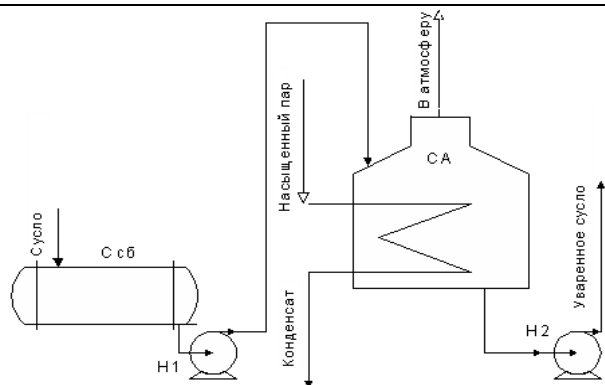 В атмосферу
Насыщенный пар
СА
Сусло
С сб
Уваренное сусло
Конденсат
Н1
Н2